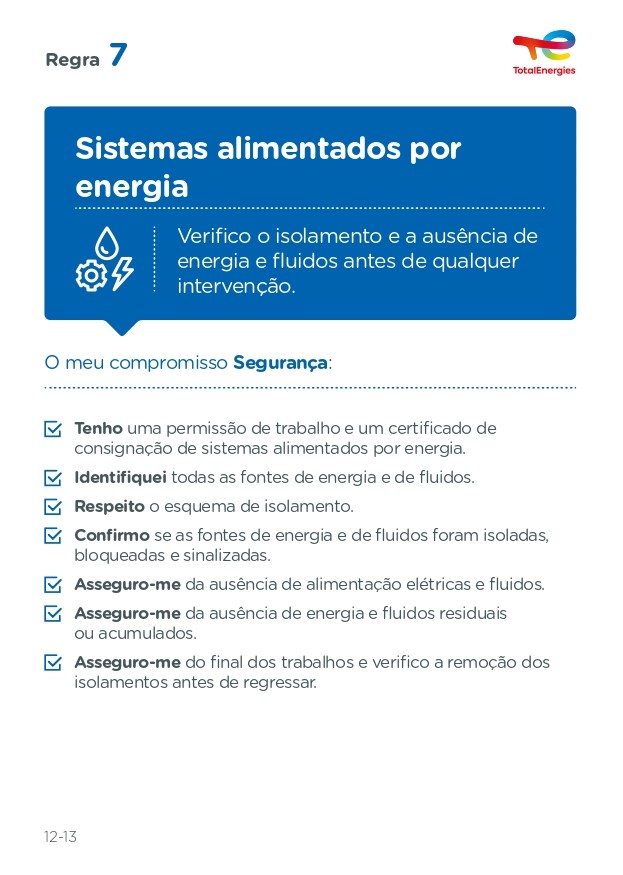 Regra 7
TotalEnergies
Sistemas alimentados por
energia
Verifico o isolamento e a ausência de
energia e fluidos antes de qualquer
intervenção.
O meu compromisso Segurança:
Tenho uma permissão de trabalho e um certificado de
consignação de sistemas alimentados por energia.
Identifiquei todas as fontes de energia e de fluidos.
Respeito o esquema de isolamento.
Confirmo se as fontes de energia e de fluidos foram isoladas,
bloqueadas e sinalizadas.
Asseguro-me da ausência de alimentação elétricas e fluidos.
Asseguro-me da ausência de energia e fluidos residuais
ou acumulados.
Asseguro-me do final dos trabalhos e verifico a remoção dos
isolamentos antes de regressar.
12-13